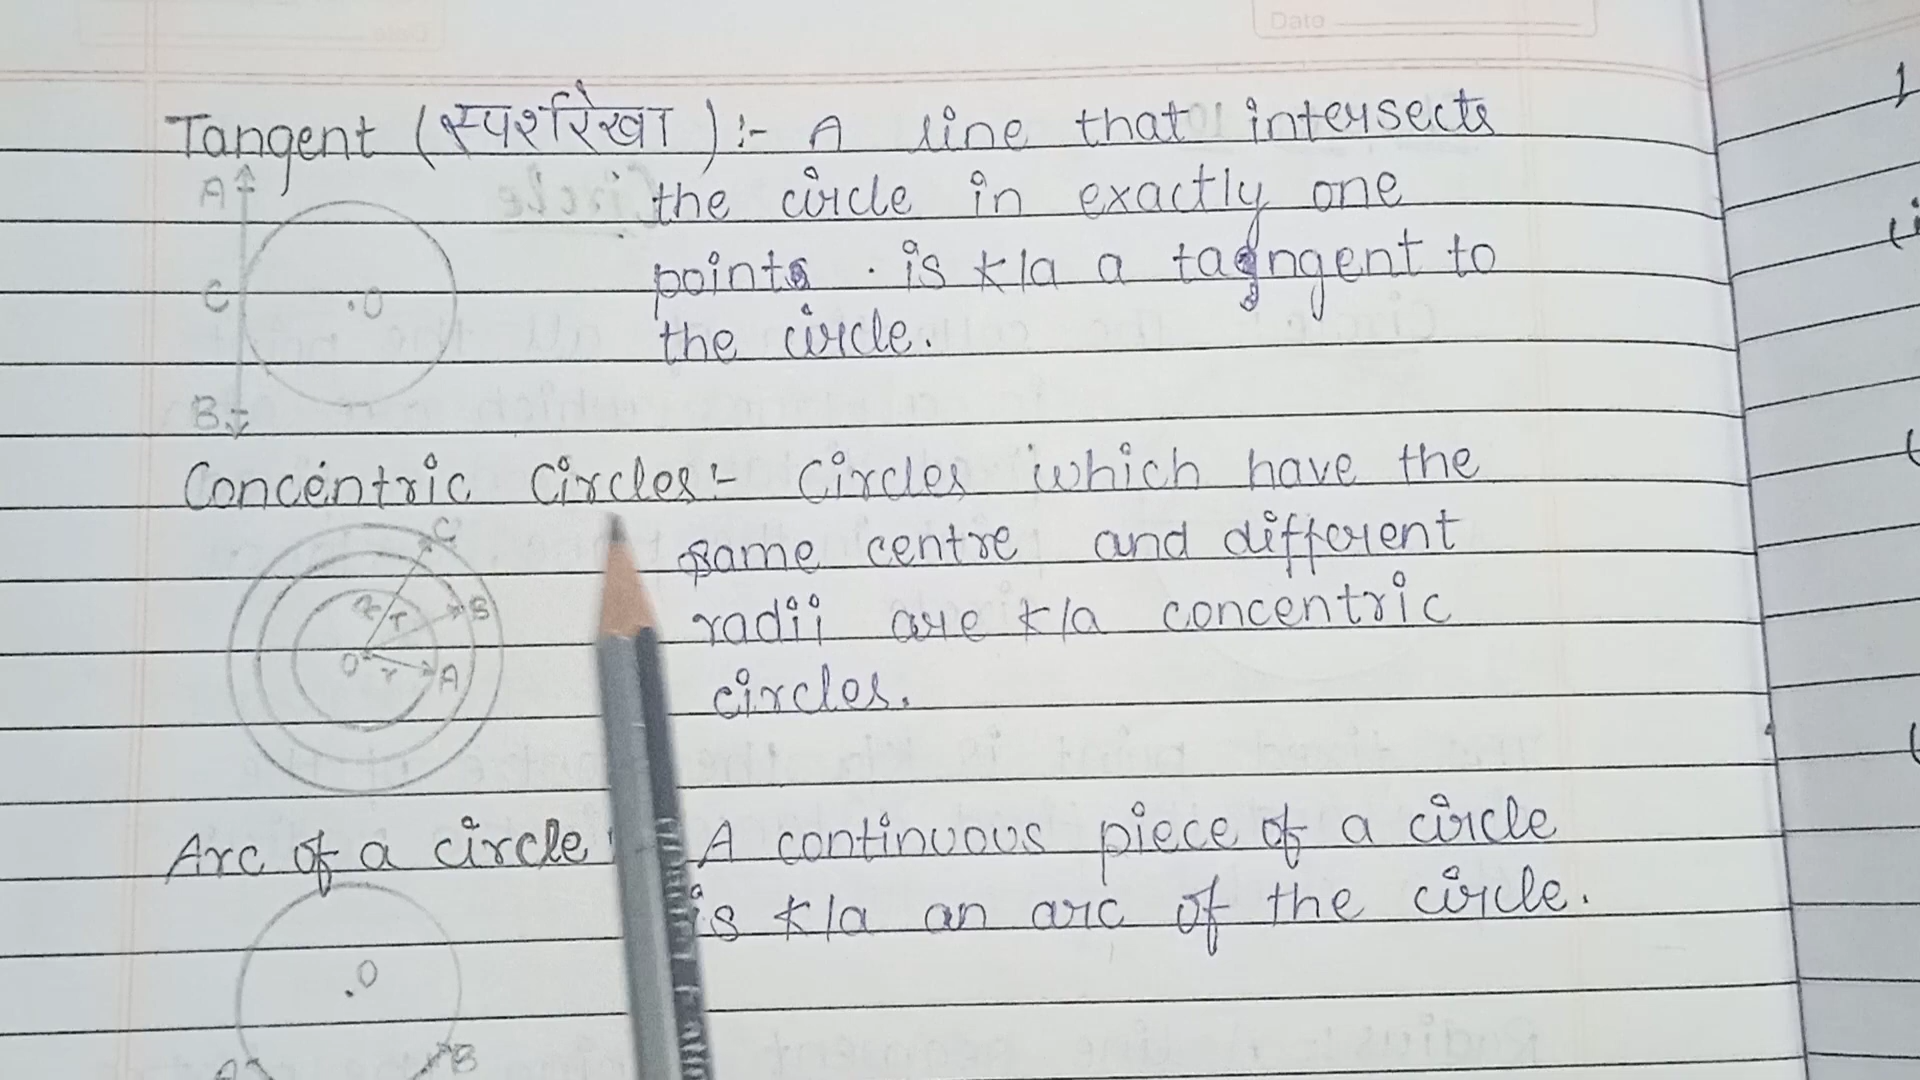 Date
Tangent (स्पर्शरेखा) :- A line that intersects
the circle in exactly one
points . is k/a a tagngent to
the circle.
A
C
.O
B
Concentric Circles:- Circles which have the
same centre and different
radii are k/a concentric
circles.
C
B
r
O
r
A
Arc of a circle A continuous piece of a circle
is k/a an arc of the circle.
.O
B